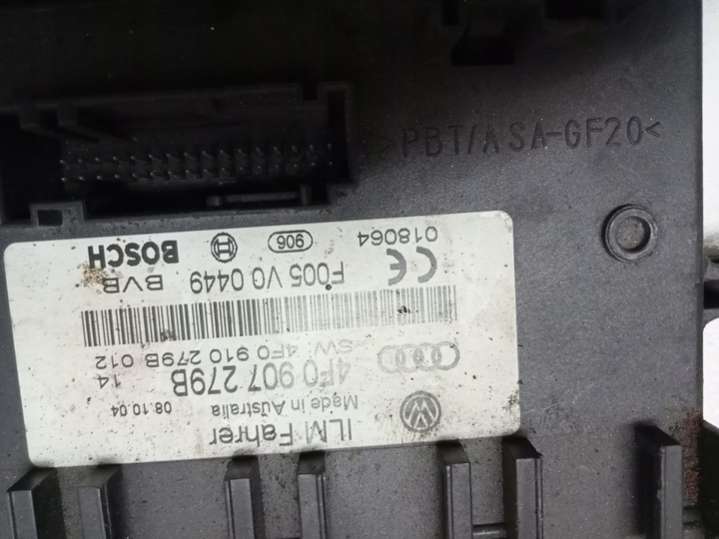 >PBT/ASA-GF20<
ILM Fahrer
Made in Australia 08.10.04
4F0 907 279B 14
SW 4F0 910 279B 012
CE F005 V0 0449 BVB
018064 906 BOSCH